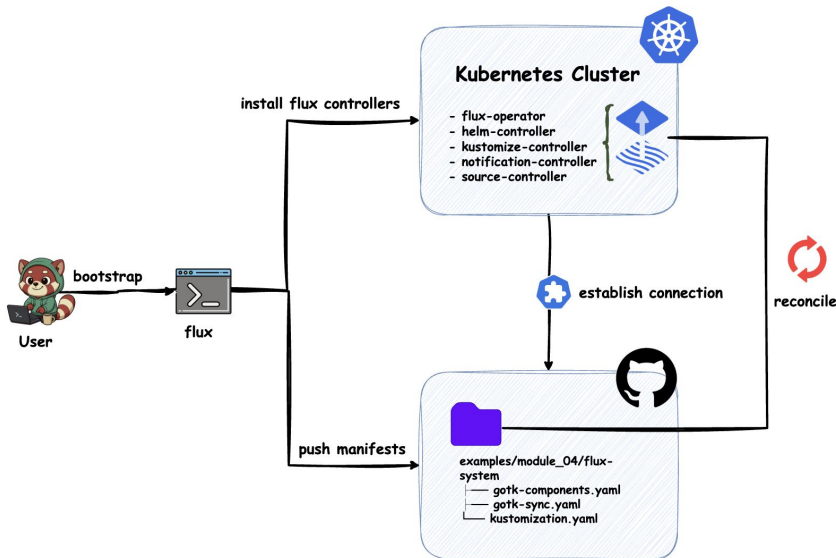 Kubernetes Cluster
install flux controllers
- flux-operator
- helm-controller
- kustomize-controller
- notification-controller
- source-controller
bootstrap
>_
User
flux
establish connection
reconcile
push manifests
examples/module_04/flux-
system
├── gotk-components.yaml
├── gotk-sync.yaml
└── kustomization.yaml